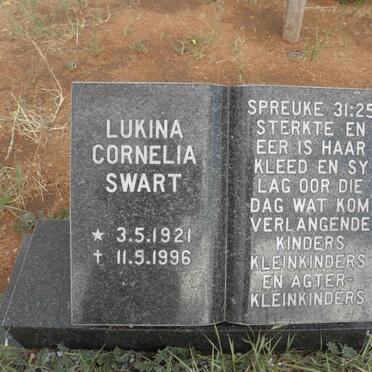 LUKINA
CORNELIA
SWART
★ 3.5.1921
† 11.5.1996
SPREUKE 31:25
STERKTE EN
EER IS HAAR
KLEED EN SY
LAG OOR DIE
DAG WAT KOM
VERLANGENDE
KINDERS
KLEINKINDERS
EN AGTER-
KLEINKINDERS